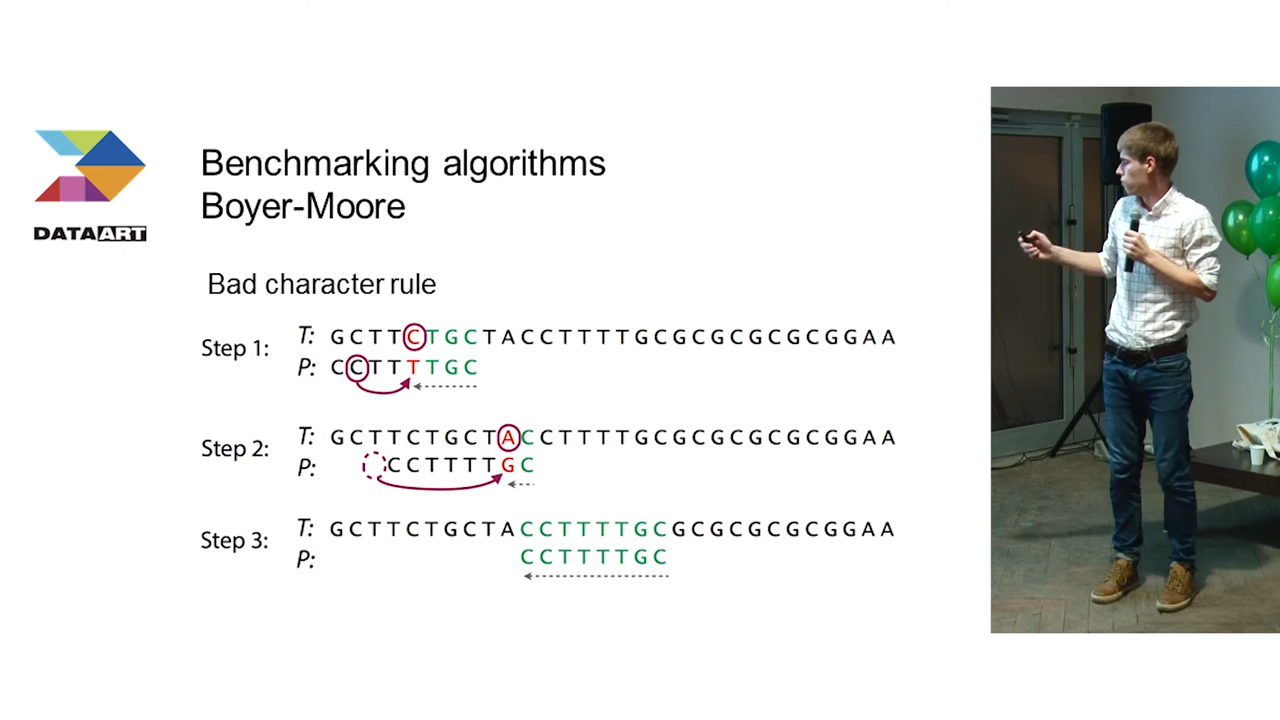 DATAART
Benchmarking algorithms
Boyer-Moore
Bad character rule
Step 1:
T: G C T T C T G C T A C C T T T T G C G C G C G C G C G G A A
P: C C T T T T G C
Step 2:
T: G C T T C T G C T A C C T T T T G C G C G C G C G C G G A A
P: C C T T T T G C
Step 3:
T: G C T T C T G C T A C C T T T T G C G C G C G C G C G G A A
P: C C T T T T G C